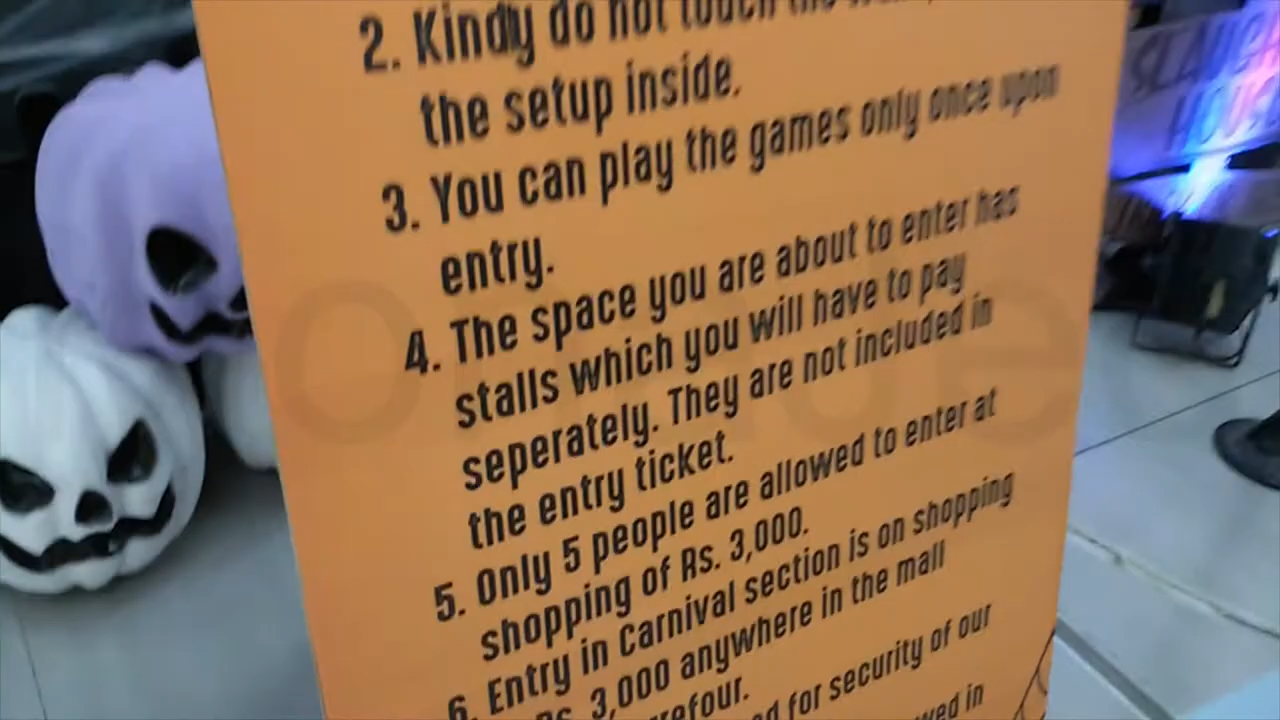 2. Kindly do not touch the
the setup inside.
3. You can play the games only once upon
entry.
4. The space you are about to enter has
stalls which you will have to pay
seperately. They are not included in
the entry ticket.
5. Only 5 people are allowed to enter at
shopping of Rs. 3,000.
6. Entry in Carnival section is on shopping
Rs. 3,000 anywhere in the mall
for security of our
in
SLAUGHTER
HOUSE